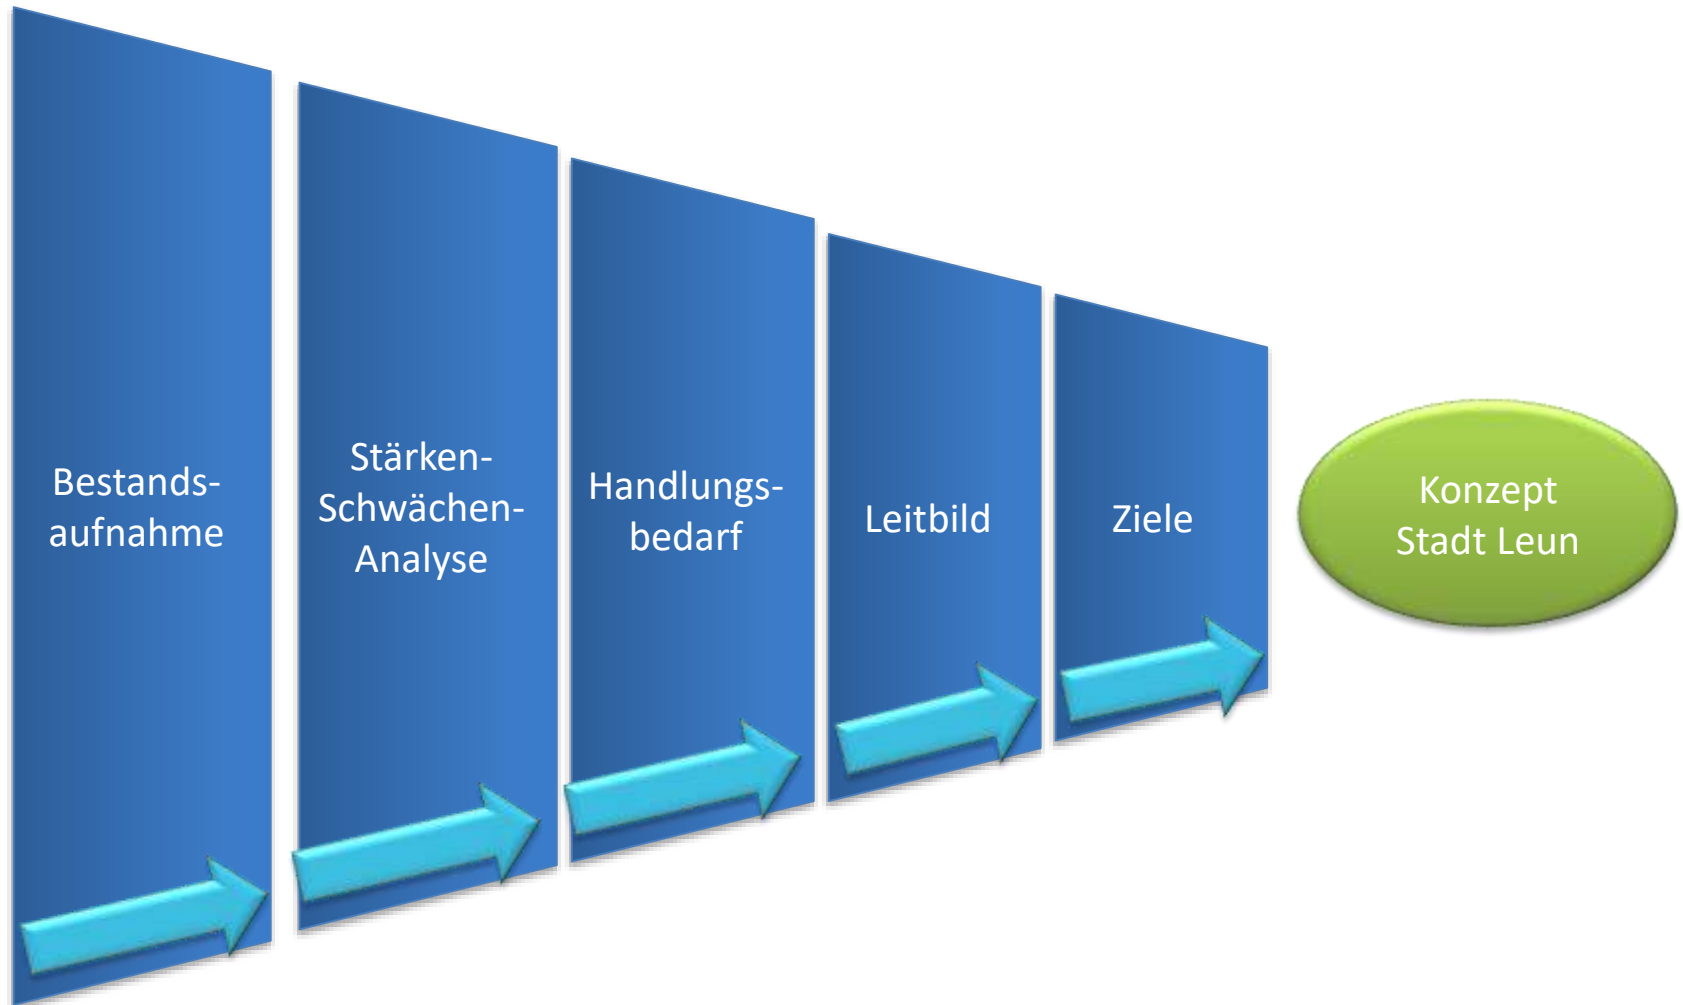 Bestands-
aufnahme
Stärken-
Schwächen-
Analyse
Handlungs-
bedarf
Leitbild
Ziele
Konzept
Stadt Leun